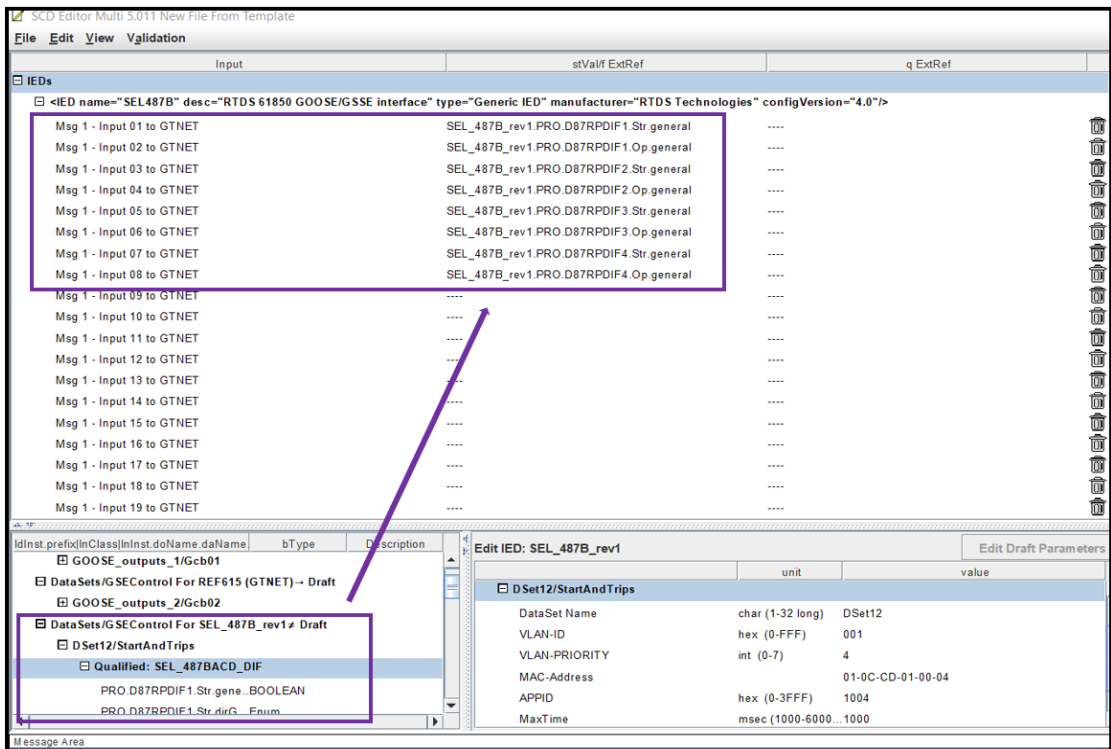 SCD Editor Multi 5.011 New File From Template
File Edit View Validation
Input stVal/f ExtRef q ExtRef
IEDs
<IED name="SEL487B" desc="RTDS 61850 GOOSE/GSSE interface" type="Generic IED" manufacturer="RTDS Technologies" configVersion="4.0"/>
Msg 1 - Input 01 to GTNET SEL_487B_rev1.PRO.D87RPDIF1.Str.general ----
Msg 1 - Input 02 to GTNET SEL_487B_rev1.PRO.D87RPDIF1.Op.general ----
Msg 1 - Input 03 to GTNET SEL_487B_rev1.PRO.D87RPDIF2.Str.general ----
Msg 1 - Input 04 to GTNET SEL_487B_rev1.PRO.D87RPDIF2.Op.general ----
Msg 1 - Input 05 to GTNET SEL_487B_rev1.PRO.D87RPDIF3.Str.general ----
Msg 1 - Input 06 to GTNET SEL_487B_rev1.PRO.D87RPDIF3.Op.general ----
Msg 1 - Input 07 to GTNET SEL_487B_rev1.PRO.D87RPDIF4.Str.general ----
Msg 1 - Input 08 to GTNET SEL_487B_rev1.PRO.D87RPDIF4.Op.general ----
Msg 1 - Input 09 to GTNET ---- ----
Msg 1 - Input 10 to GTNET ---- ----
Msg 1 - Input 11 to GTNET ---- ----
Msg 1 - Input 12 to GTNET ---- ----
Msg 1 - Input 13 to GTNET ---- ----
Msg 1 - Input 14 to GTNET ---- ----
Msg 1 - Input 15 to GTNET ---- ----
Msg 1 - Input 16 to GTNET ---- ----
Msg 1 - Input 17 to GTNET ---- ----
Msg 1 - Input 18 to GTNET ---- ----
Msg 1 - Input 19 to GTNET ---- ----
ldInst.prefix|lnClass|lnInst.doName.daName. bType Description
GOOSE_outputs_1/Gcb01
DataSets/GSEControl For REF615 (GTNET)→ Draft
GOOSE_outputs_2/Gcb02
DataSets/GSEControl For SEL_487B_rev1≠ Draft
DSet12/StartAndTrips
Qualified: SEL_487BACD_DIF
PRO.D87RPDIF1.Str.gene.. BOOLEAN
PRO.D87RPDIF1.Str.dirG.. Enum
Edit IED: SEL_487B_rev1 Edit Draft Parameters
unit value
DSet12/StartAndTrips
DataSet Name char (1-32 long) DSet12
VLAN-ID hex (0-FFF) 001
VLAN-PRIORITY int (0-7) 4
MAC-Address 01-0C-CD-01-00-04
APPID hex (0-3FFF) 1004
MaxTime msec (1000-6000... 1000
Message Area